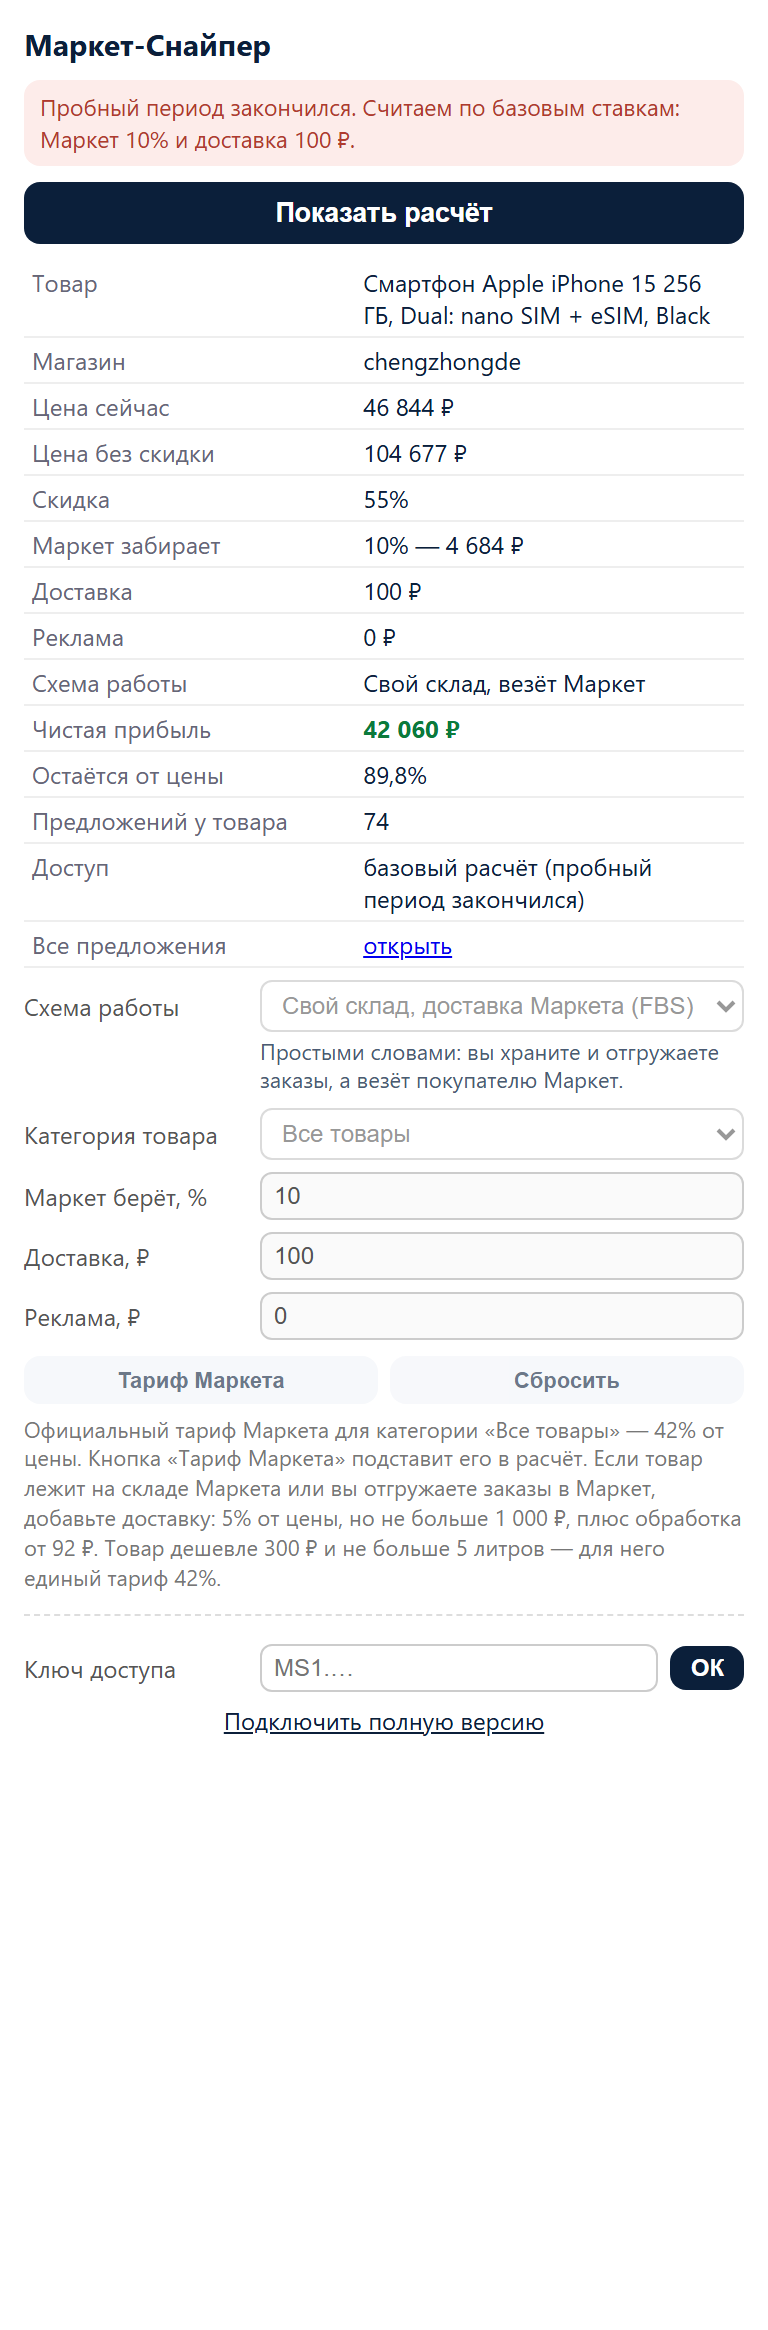 Маркет-Снайпер
Пробный период закончился. Считаем по базовым ставкам:
Маркет 10% и доставка 100 ₽.
Показать расчёт
Товар
Смартфон Apple iPhone 15 256
ГБ, Dual: nano SIM + eSIM, Black
Магазин chengzhongde
Цена сейчас 46 844 ₽
Цена без скидки 104 677 ₽
Скидка 55%
Маркет забирает 10% — 4 684 ₽
Доставка 100 ₽
Реклама 0 ₽
Схема работы Свой склад, везёт Маркет
Чистая прибыль 42 060 ₽
Остаётся от цены 89,8%
Предложений у товара 74
Доступ базовый расчёт (пробный
период закончился)
Все предложения открыть
Схема работы Свой склад, доставка Маркета (FBS)
Простыми словами: вы храните и отгружаете
заказы, а везёт покупателю Маркет.
Категория товара Все товары
Маркет берёт, % 10
Доставка, ₽ 100
Реклама, ₽ 0
Тариф Маркета Сбросить
Официальный тариф Маркета для категории «Все товары» — 42% от
цены. Кнопка «Тариф Маркета» подставит его в расчёт. Если товар
лежит на складе Маркета или вы отгружаете заказы в Маркет,
добавьте доставку: 5% от цены, но не больше 1 000 ₽, плюс обработка
от 92 ₽. Товар дешевле 300 ₽ и не больше 5 литров — для него
единый тариф 42%.
Ключ доступа MS1.... ОК
Подключить полную версию